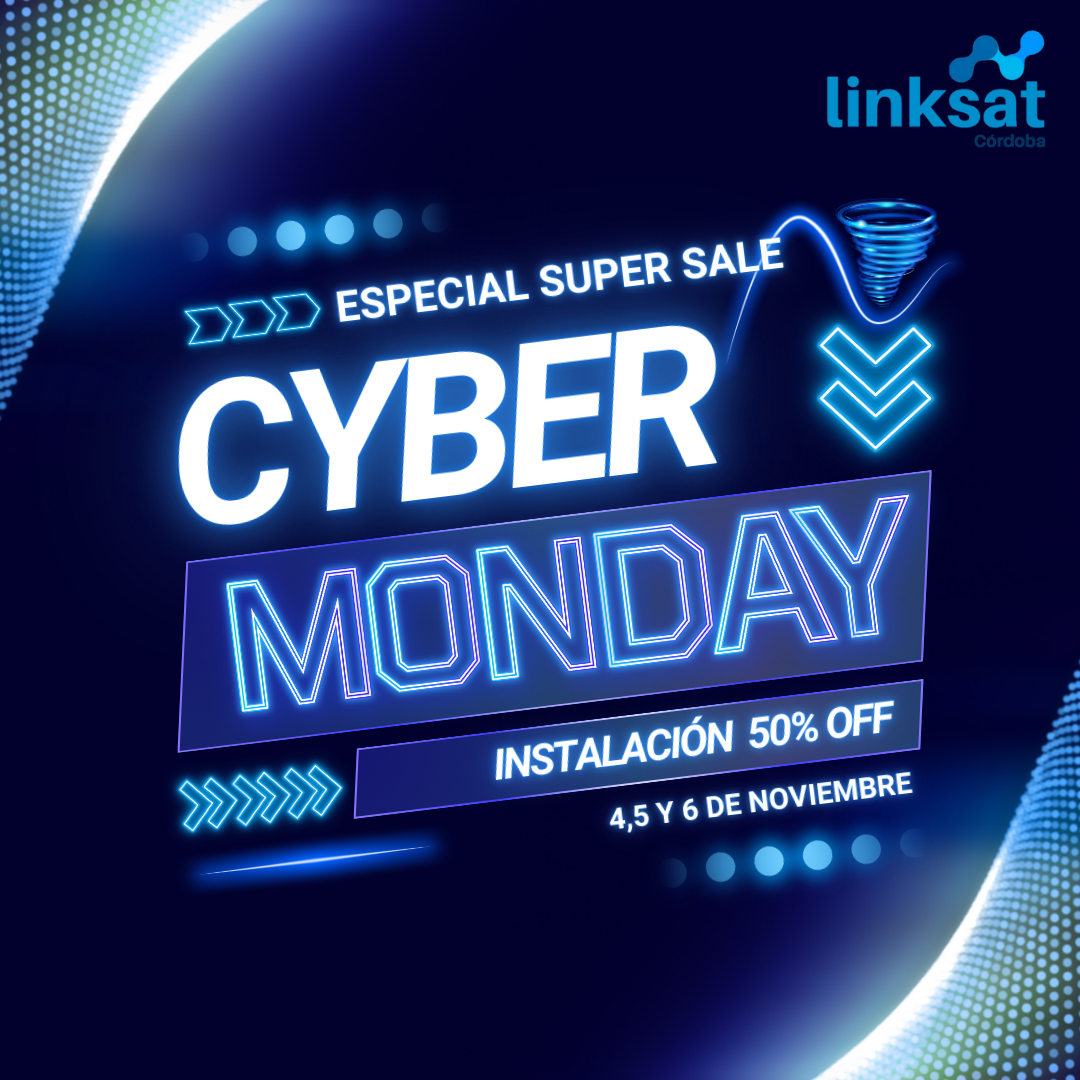 linksat
Córdoba
ESPECIAL SUPER SALE
CYBER
MONDAY
INSTALACIÓN 50% OFF
4,5 Y 6 DE NOVIEMBRE